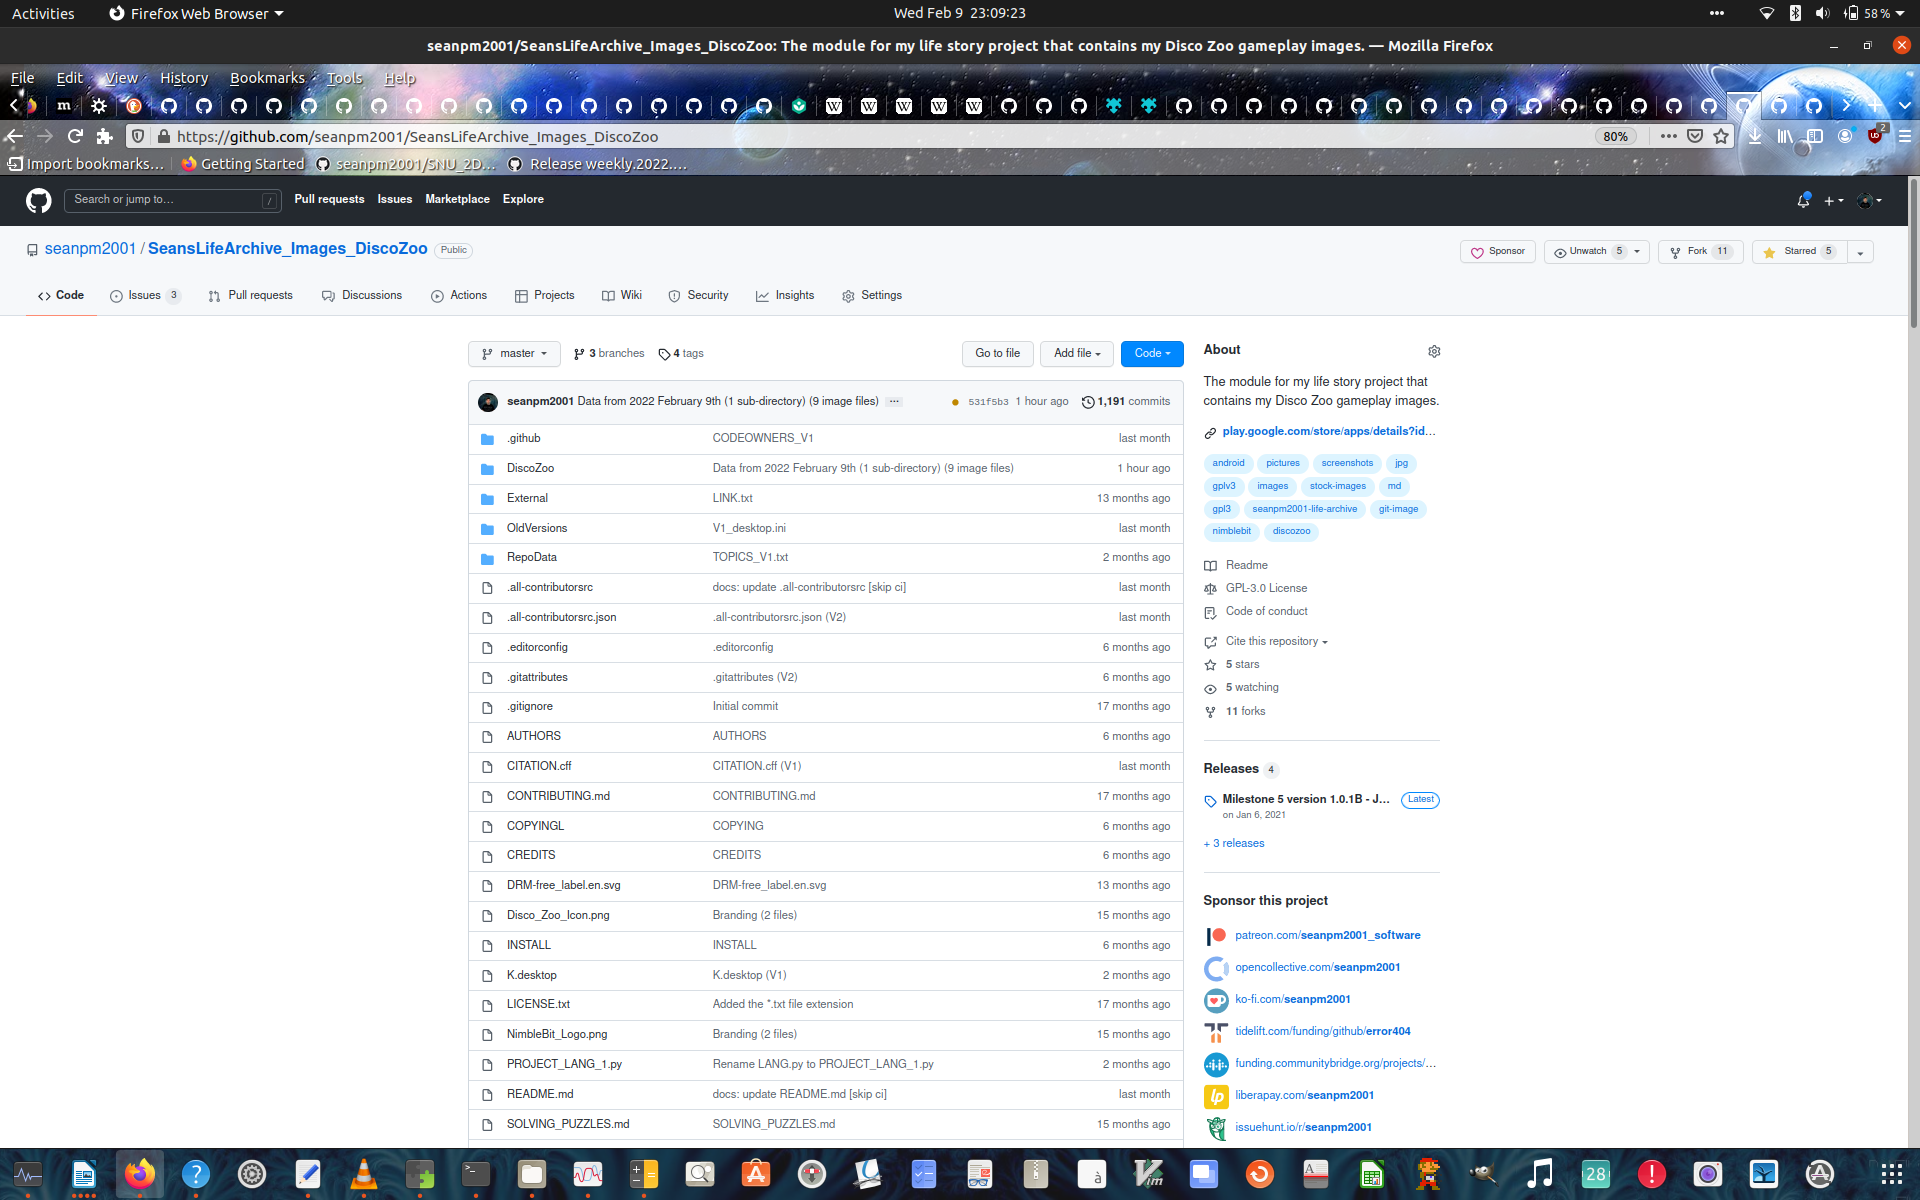 Activities
Firefox Web Browser
Wed Feb 9 23:09:23
58 %
seanpm2001/SeansLifeArchive_Images_DiscoZoo: The module for my life story project that contains my Disco Zoo gameplay images. — Mozilla Firefox
File Edit View History Bookmarks Tools Help
https://github.com/seanpm2001/SeansLifeArchive_Images_DiscoZoo
80%
2
Import bookmarks… Getting Started seanpm2001/SNU_2D… Release weekly.2022.…
Search or jump to… /
Pull requests Issues Marketplace Explore
seanpm2001 / SeansLifeArchive_Images_DiscoZoo Public
Sponsor Unwatch 5 Fork 11 Starred 5
Code Issues 3 Pull requests Discussions Actions Projects Wiki Security Insights Settings
master 3 branches 4 tags
Go to file Add file Code
seanpm2001 Data from 2022 February 9th (1 sub-directory) (9 image files) … 531f5b3 1 hour ago 1,191 commits
.github CODEOWNERS_V1 last month
DiscoZoo Data from 2022 February 9th (1 sub-directory) (9 image files) 1 hour ago
External LINK.txt 13 months ago
OldVersions V1_desktop.ini last month
RepoData TOPICS_V1.txt 2 months ago
.all-contributorsrc docs: update .all-contributorsrc [skip ci] last month
.all-contributorsrc.json .all-contributorsrc.json (V2) last month
.editorconfig .editorconfig 6 months ago
.gitattributes .gitattributes (V2) 6 months ago
.gitignore Initial commit 17 months ago
AUTHORS AUTHORS 6 months ago
CITATION.cff CITATION.cff (V1) last month
CONTRIBUTING.md CONTRIBUTING.md 17 months ago
COPYINGL COPYING 6 months ago
CREDITS CREDITS 6 months ago
DRM-free_label.en.svg DRM-free_label.en.svg 13 months ago
Disco_Zoo_Icon.png Branding (2 files) 15 months ago
INSTALL INSTALL 6 months ago
K.desktop K.desktop (V1) 2 months ago
LICENSE.txt Added the *.txt file extension 17 months ago
NimbleBit_Logo.png Branding (2 files) 15 months ago
PROJECT_LANG_1.py Rename LANG.py to PROJECT_LANG_1.py 2 months ago
README.md docs: update README.md [skip ci] last month
SOLVING_PUZZLES.md SOLVING_PUZZLES.md 15 months ago
About
The module for my life story project that
contains my Disco Zoo gameplay images.
play.google.com/store/apps/details?id…
android pictures screenshots jpg
gplv3 images stock-images md
gpl3 seanpm2001-life-archive git-image
nimblebit discozoo
Readme
GPL-3.0 License
Code of conduct
Cite this repository
5 stars
5 watching
11 forks
Releases 4
Milestone 5 version 1.0.1B - J… Latest
on Jan 6, 2021
+ 3 releases
Sponsor this project
patreon.com/seanpm2001_software
opencollective.com/seanpm2001
ko-fi.com/seanpm2001
tidelift.com/funding/github/error404
funding.communitybridge.org/projects/…
liberapay.com/seanpm2001
issuehunt.io/r/seanpm2001
28